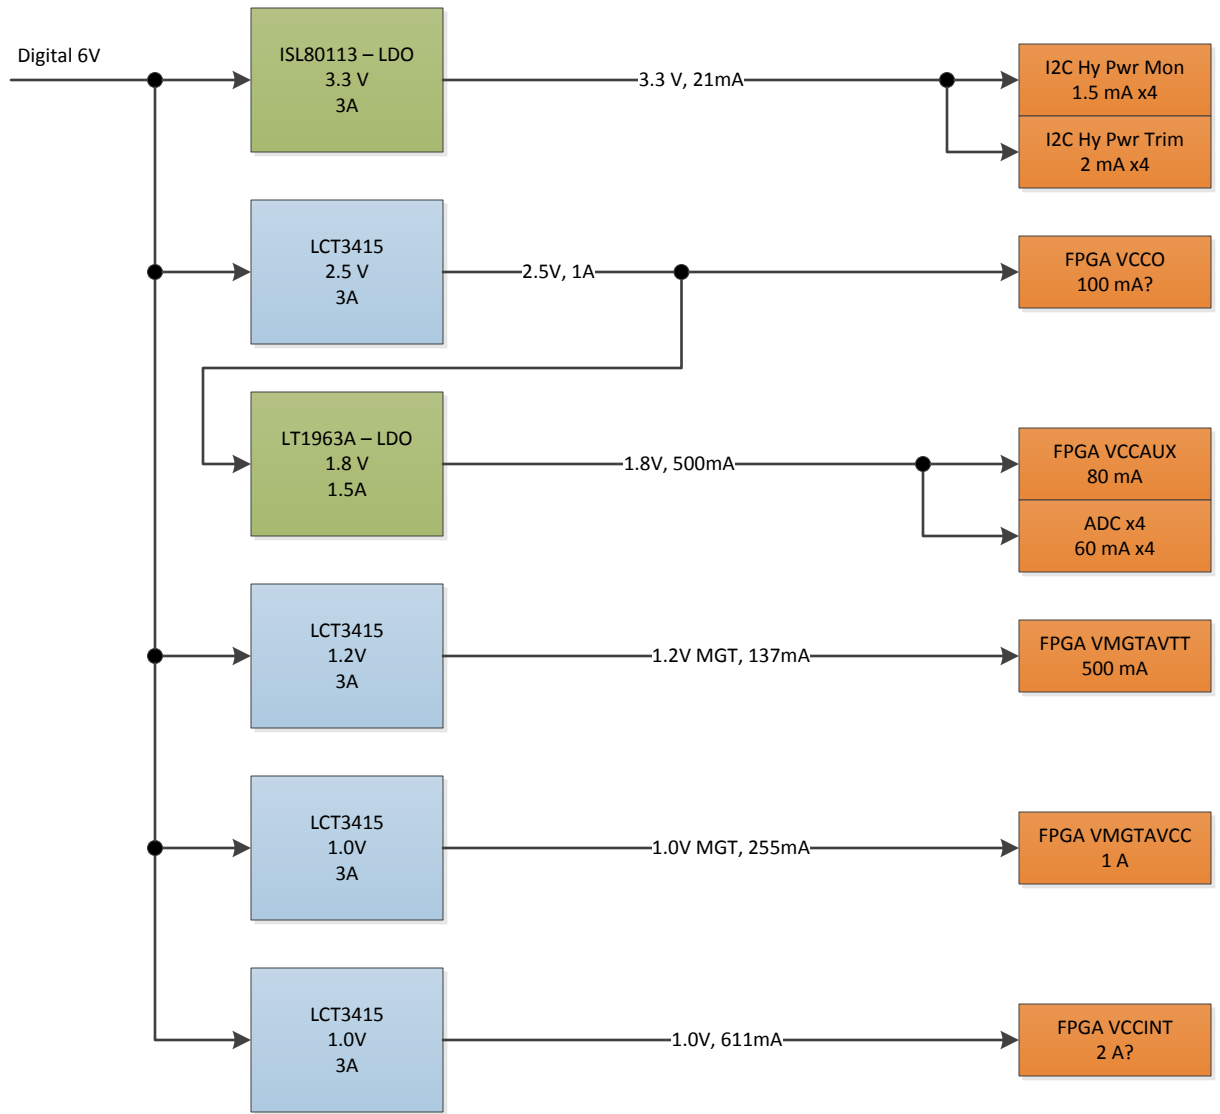 Digital 6V
ISL80113 – LDO
3.3 V
3A
3.3 V, 21mA
I2C Hy Pwr Mon
1.5 mA x4
I2C Hy Pwr Trim
2 mA x4
LCT3415
2.5 V
3A
2.5V, 1A
FPGA VCCO
100 mA?
LT1963A – LDO
1.8 V
1.5A
1.8V, 500mA
FPGA VCCAUX
80 mA
ADC x4
60 mA x4
LCT3415
1.2V
3A
1.2V MGT, 137mA
FPGA VMGTAVTT
500 mA
LCT3415
1.0V
3A
1.0V MGT, 255mA
FPGA VMGTAVCC
1 A
LCT3415
1.0V
3A
1.0V, 611mA
FPGA VCCINT
2 A?